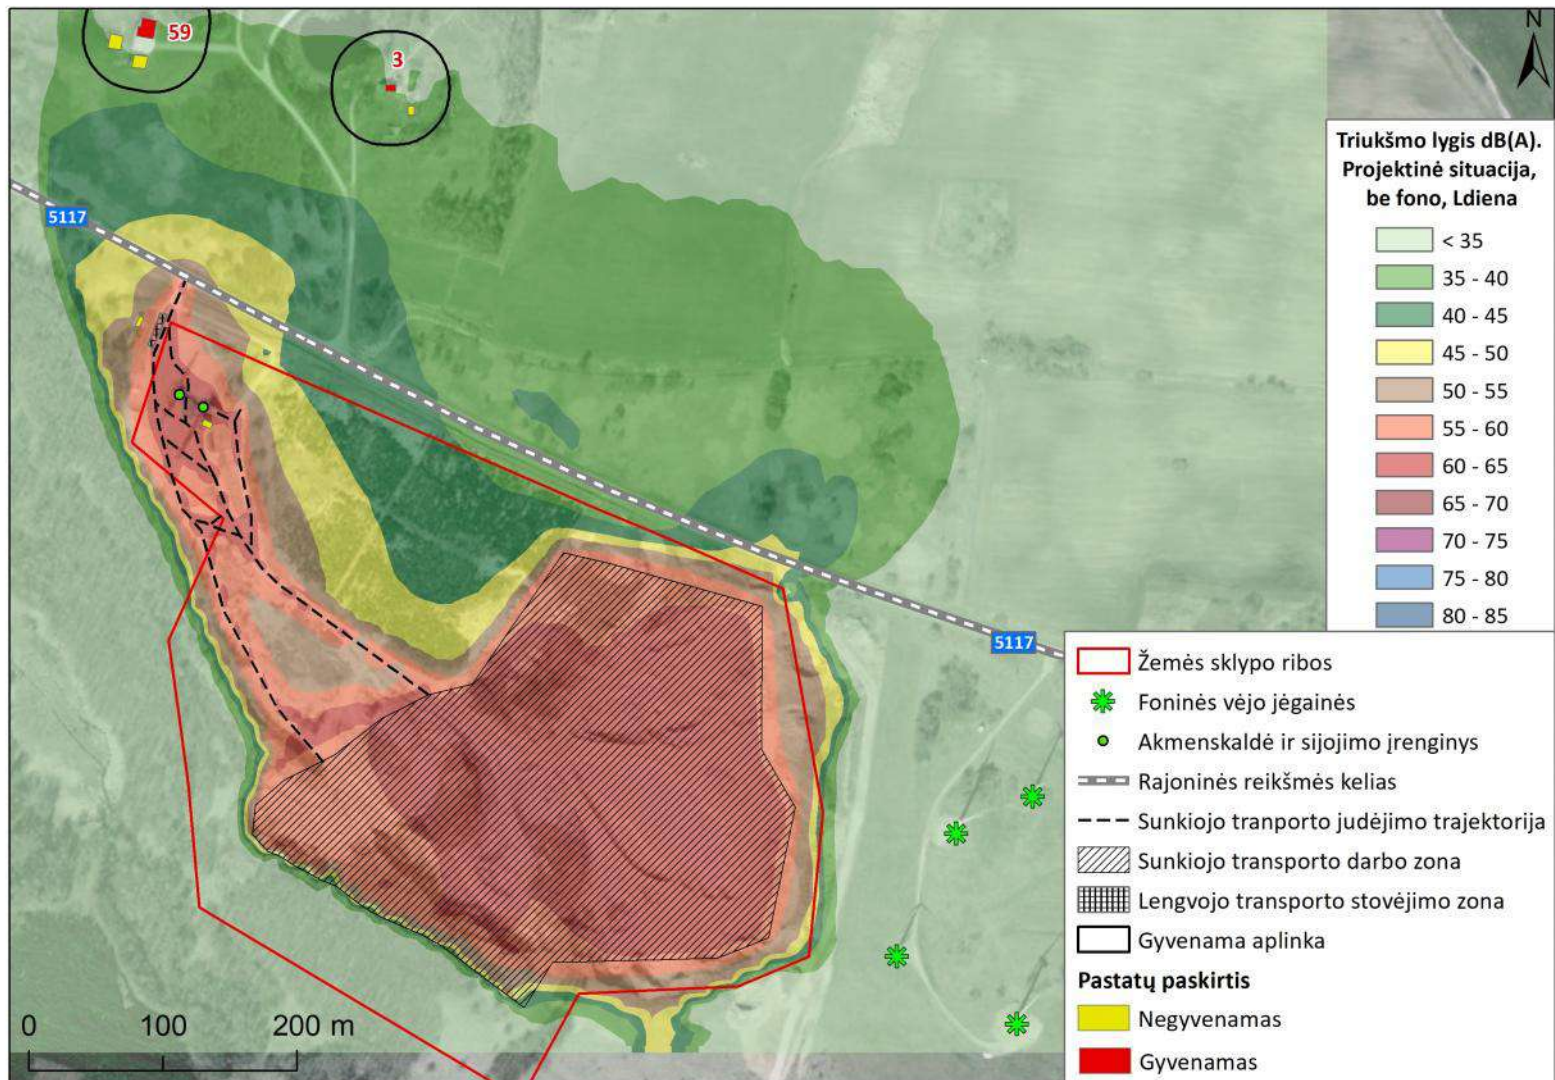 59
3
N
5117
Triukšmo lygis dB(A).
Projektinė situacija,
be fono, Ldiena
< 35
35 - 40
40 - 45
45 - 50
50 - 55
55 - 60
60 - 65
65 - 70
70 - 75
75 - 80
80 - 85
5117
Žemės sklypo ribos
Foninės vėjo jėgainės
Akmenskaldė ir sijojimo įrenginys
Rajoninės reikšmės kelias
Sunkiojo tranporto judėjimo trajektorija
Sunkiojo transporto darbo zona
Lengvojo transporto stovėjimo zona
Gyvenama aplinka
Pastatų paskirtis
Negyvenamas
Gyvenamas
0 100 200 m